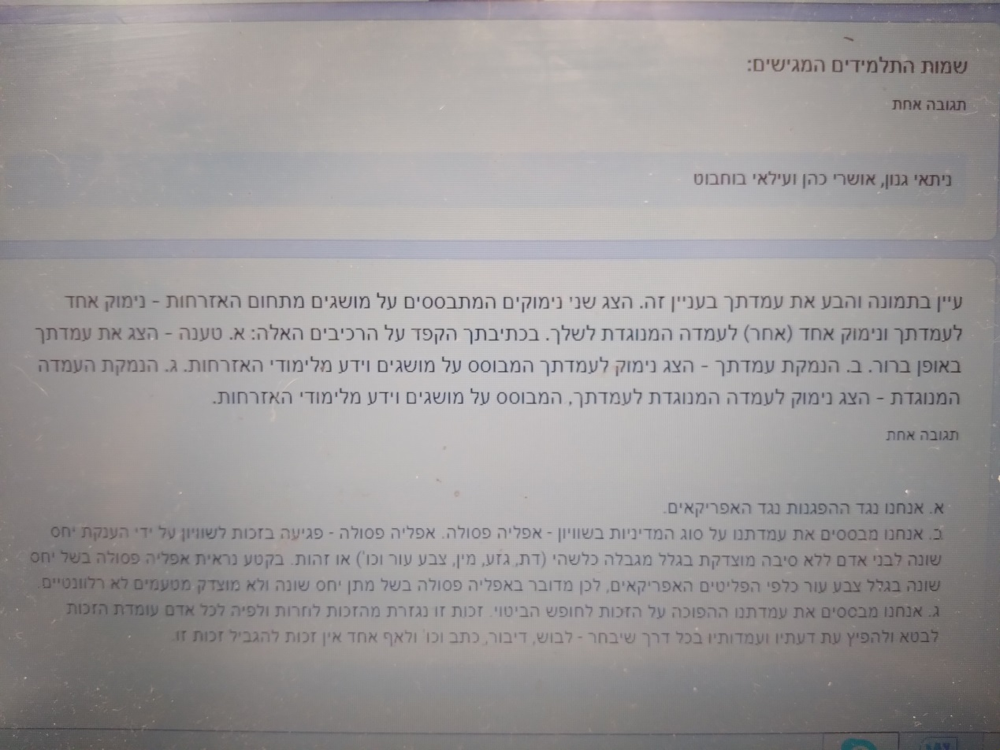 שמות התלמידים המגישים:
תגובה אחת
ניתאי גנון, אושרי כהן ועילאי בוחבוט
עיין בתמונה והבע את עמדתך בעניין זה. הצג שני נימוקים המתבססים על מושגים מתחום האזרחות - נימוק אחד
לעמדתך ונימוק אחד (אחר) לעמדה המנוגדת לשלך. בכתיבתך הקפד על הרכיבים האלה: א. טענה - הצג את עמדתך
באופן ברור. ב. הנמקת עמדתך - הצג נימוק לעמדתך המבוסס על מושגים וידע מלימודי האזרחות. ג. הנמקת העמדה
המנוגדת - הצג נימוק לעמדה המנוגדת לעמדתך, המבוסס על מושגים וידע מלימודי האזרחות.
תגובה אחת
א. אנחנו נגד ההפגנות נגד האפריקאים.
ב. אנחנו מבססים את עמדתנו על סוג המדיניות בשוויון - אפליה פסולה. אפליה פסולה - פגיעה בזכות לשוויון על ידי הענקת יחס
שונה לבני אדם ללא סיבה מוצדקת בגלל מגבלה כלשהי (דת, גזע, מין, צבע עור וכו') או זהות. בקטע נראית אפליה פסולה בשל יחס
שונה בגלל צבע עור כלפי הפליטים האפריקאים, לכן מדובר באפליה פסולה בשל מתן יחס שונה ולא מוצדק מטעמים לא רלוונטיים.
ג. אנחנו מבססים את עמדתנו ההפוכה על הזכות לחופש הביטוי. זכות זו נגזרת מהזכות לחרות ולפיה לכל אדם עומדת הזכות
לבטא ולהפיץ עת דעתיו ועמדותיו בכל דרך שיבחר - לבוש, דיבור, כתב וכו' ולאף אחד אין זכות להגביל זכות זו.